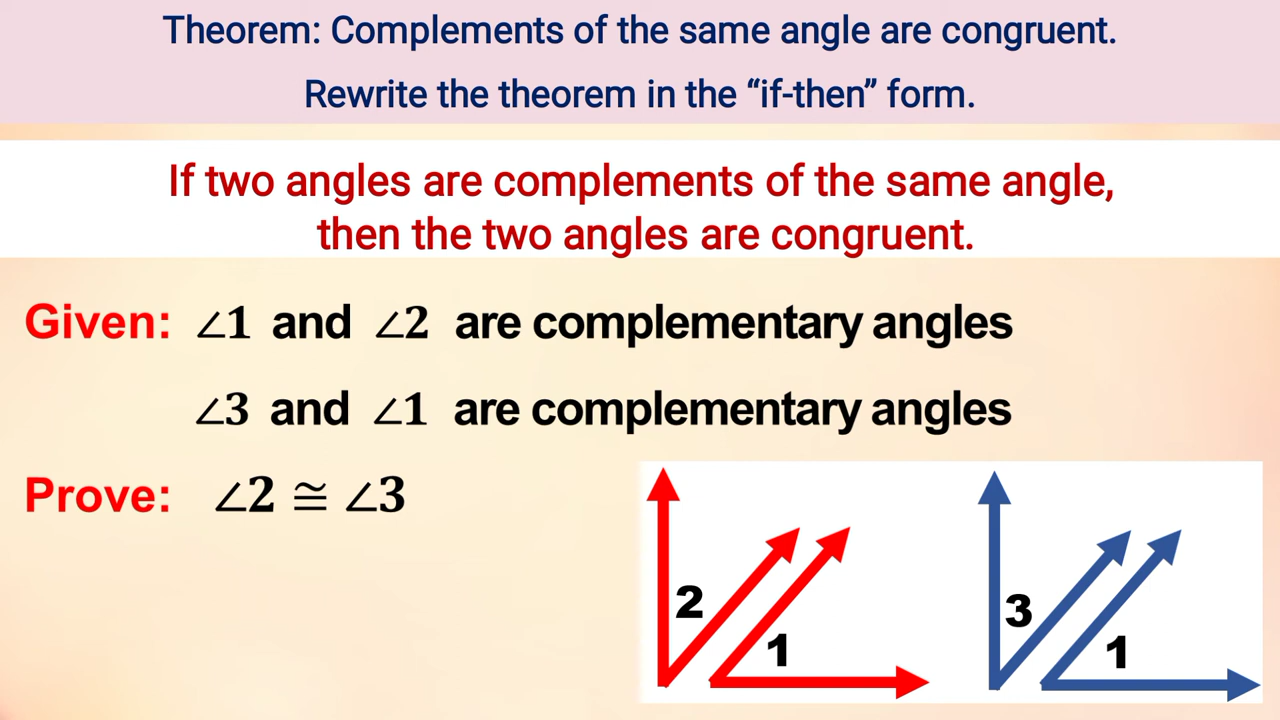 Theorem: Complements of the same angle are congruent.
Rewrite the theorem in the “if-then” form.
If two angles are complements of the same angle,
then the two angles are congruent.
Given: ∠1 and ∠2 are complementary angles
∠3 and ∠1 are complementary angles
Prove: ∠2 ≅ ∠3
2
1
3
1